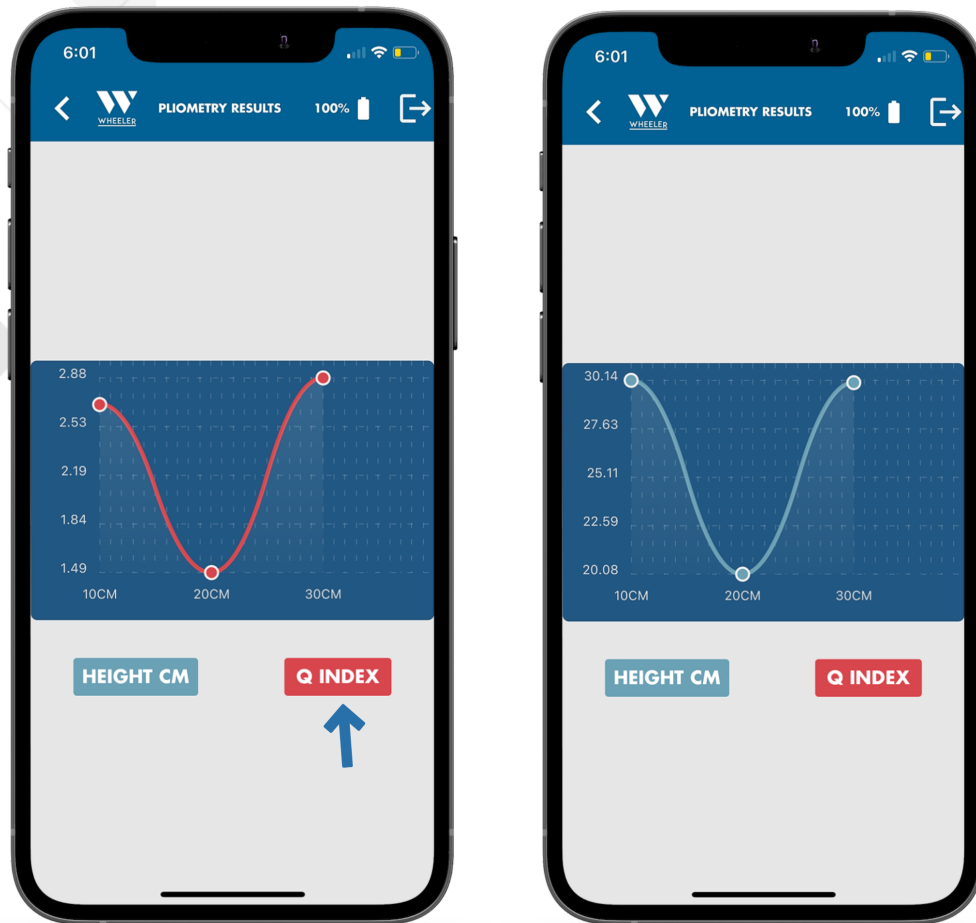 6:01
WHEELER
PLIOMETRY RESULTS
100%
2.88
2.53
2.19
1.84
1.49
10CM 20CM 30CM
HEIGHT CM
Q INDEX
6:01
WHEELER
PLIOMETRY RESULTS
100%
30.14
27.63
25.11
22.59
20.08
10CM 20CM 30CM
HEIGHT CM
Q INDEX